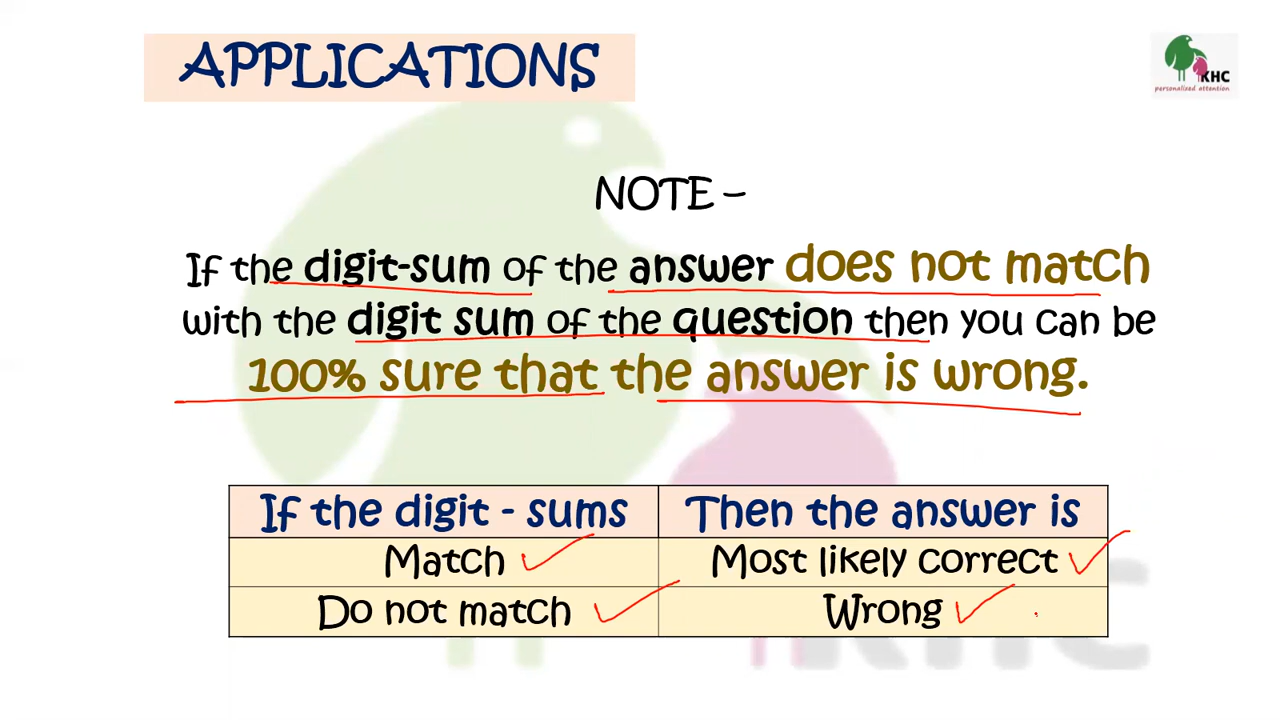 APPLICATIONS
KHC
personalized attention
NOTE –
If the digit-sum of the answer does not match
with the digit sum of the question then you can be
100% sure that the answer is wrong.
If the digit - sums Then the answer is
Match Most likely correct
Do not match Wrong
KHC